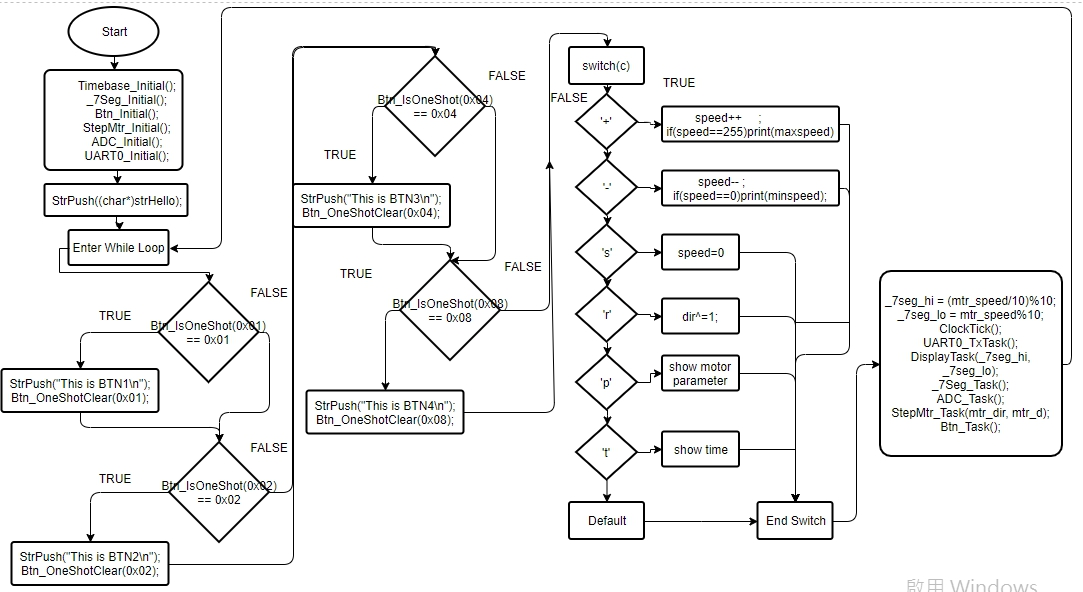 Start
Timebase_Initial();
_7Seg_Initial();
Btn_Initial();
StepMtr_Initial();
ADC_Initial();
UART0_Initial();
StrPush((char*)strHello);
Enter While Loop
FALSE
TRUE
Btn_IsOneShot(0x01)
== 0x01
StrPush("This is BTN1\n");
Btn_OneShotClear(0x01);
FALSE
TRUE
Btn_IsOneShot(0x02)
== 0x02
StrPush("This is BTN2\n");
Btn_OneShotClear(0x02);
FALSE
Btn_IsOneShot(0x04)
== 0x04
TRUE
StrPush("This is BTN3\n");
Btn_OneShotClear(0x04);
FALSE
TRUE
Btn_IsOneShot(0x08)
== 0x08
StrPush("This is BTN4\n");
Btn_OneShotClear(0x08);
switch(c)
TRUE
FALSE
'+'
speed++ ;
if(speed==255)print(maxspeed)
'-'
speed-- ;
if(speed==0)print(minspeed);
's'
speed=0
'r'
dir^=1;
'p'
show motor
parameter
't'
show time
Default
End Switch
_7seg_hi = (mtr_speed/10)%10;
_7seg_lo = mtr_speed%10;
ClockTick();
UART0_TxTask();
DisplayTask(_7seg_hi,
_7seg_lo);
_7Seg_Task();
ADC_Task();
StepMtr_Task(mtr_dir, mtr_d);
Btn_Task();
啟用 Windows